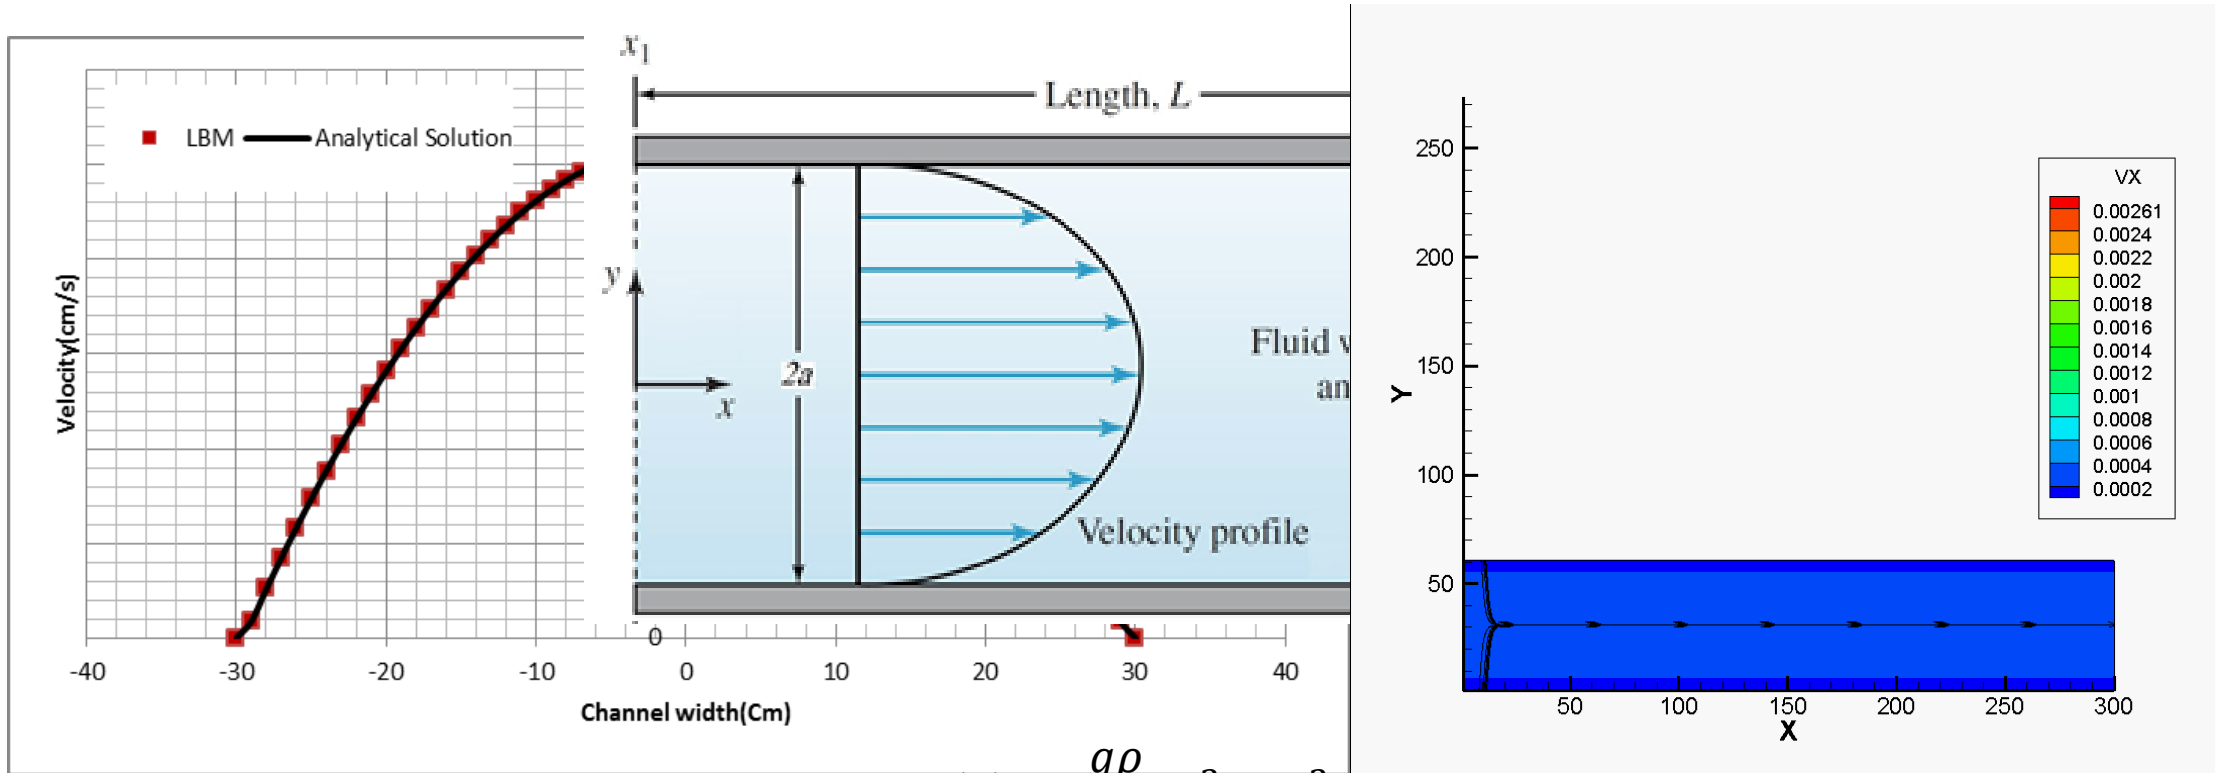 LBM Analytical Solution
Velocity(cm/s)
-40 -30 -20 -10 0 10 20 30 40
0
Channel width(Cm)
x1
Length, L
y
x
2a
Fluid
Velocity profile
gρ
250
200
150
100
50
Y
50 100 150 200 250 300
X
VX
0.00261
0.0024
0.0022
0.002
0.0018
0.0016
0.0014
0.0012
0.001
0.0008
0.0006
0.0004
0.0002